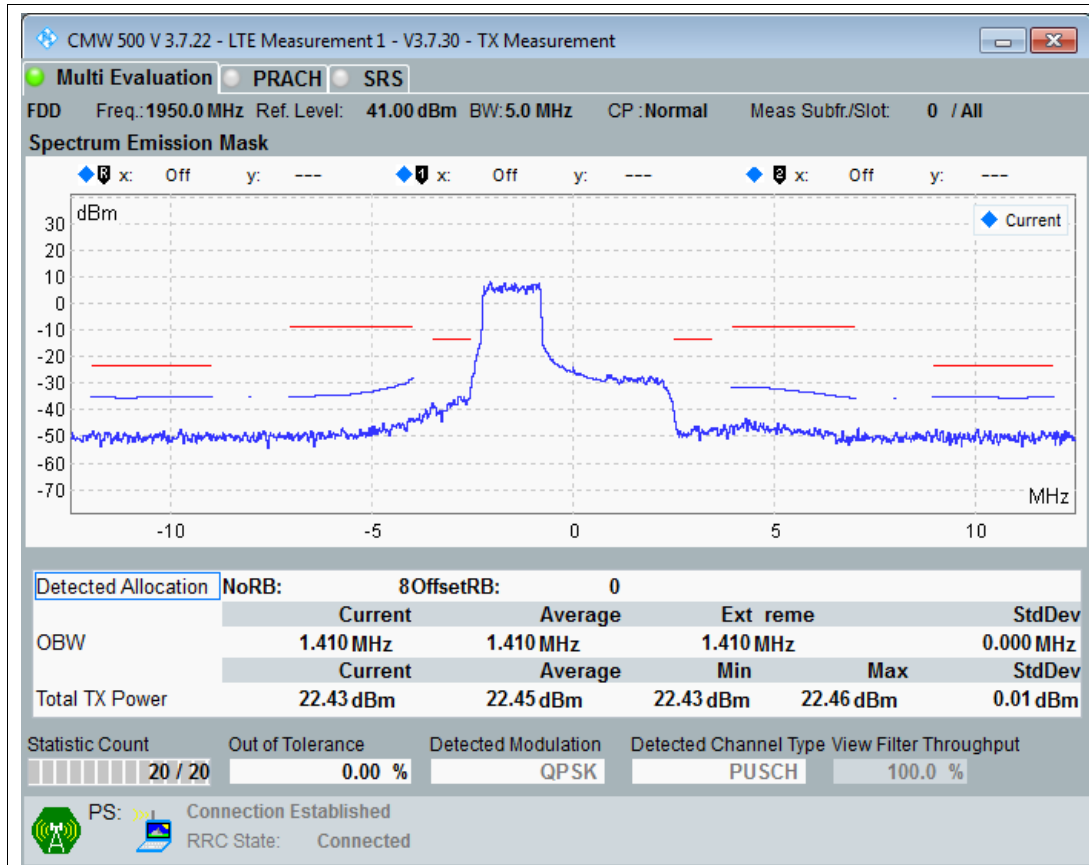 CMW 500 V 3.7.22 - LTE Measurement 1 - V3.7.30 - TX Measurement
Multi Evaluation PRACH SRS
FDD Freq.: 1950.0 MHz Ref. Level: 41.00 dBm BW: 5.0 MHz CP : Normal Meas Subfr./Slot: 0 / All
Spectrum Emission Mask
R x: Off y: --- 1 x: Off y: --- 2 x: Off y: ---
dBm
Current
30
20
10
0
-10
-20
-30
-40
-50
-60
-70
MHz
-10 -5 0 5 10
Detected Allocation NoRB: 8 OffsetRB: 0
Current Average Ext reme StdDev
OBW 1.410 MHz 1.410 MHz 1.410 MHz 0.000 MHz
Current Average Min Max StdDev
Total TX Power 22.43 dBm 22.45 dBm 22.43 dBm 22.46 dBm 0.01 dBm
Statistic Count Out of Tolerance Detected Modulation Detected Channel Type View Filter Throughput
20 / 20 0.00 % QPSK PUSCH 100.0 %
PS: Connection Established
RRC State: Connected